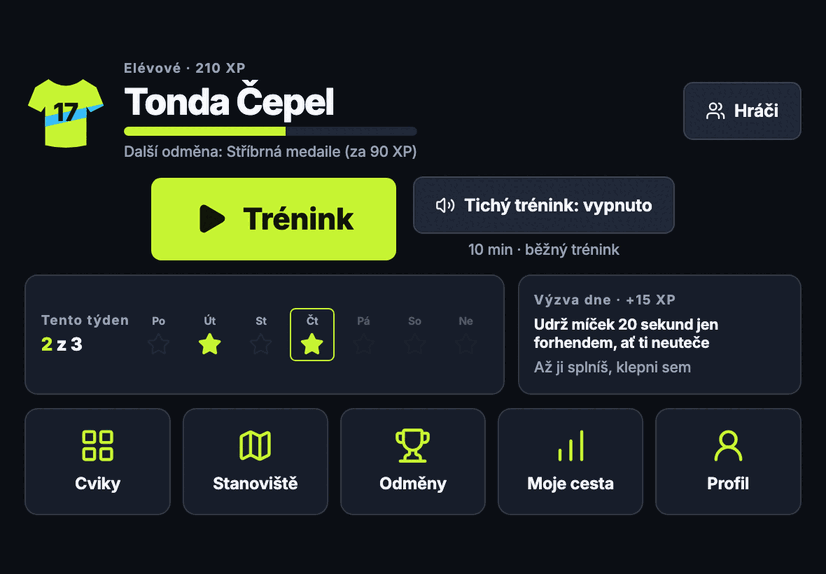 Elévové · 210 XP
Tonda Čepel
17
Další odměna: Stříbrná medaile (za 90 XP)
Hráči
Trénink
Tichý trénink: vypnuto
10 min · běžný trénink
Tento týden
2 z 3
Po Út St Čt Pá So Ne
Výzva dne · +15 XP
Udrž míček 20 sekund jen
forhendem, ať ti neuteče
Až ji splníš, klepni sem
Cviky
Stanoviště
Odměny
Moje cesta
Profil